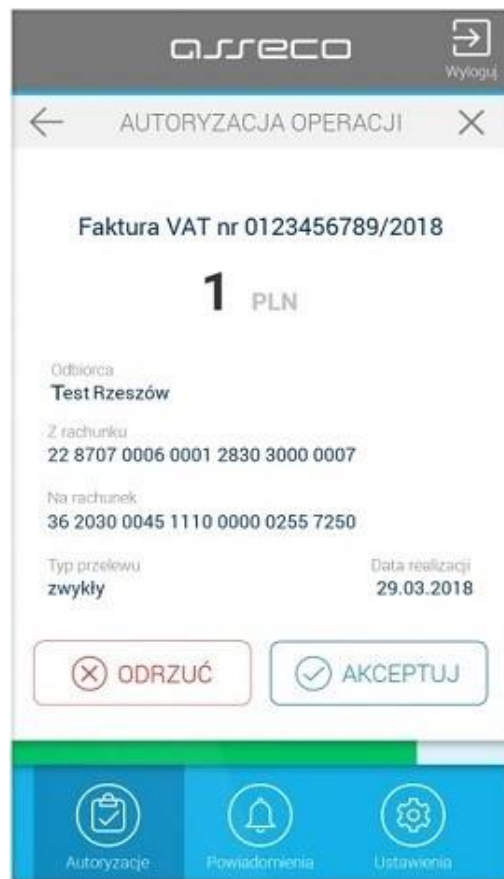 asseco
Wyloguj
AUTORYZACJA OPERACJI
Faktura VAT nr 0123456789/2018
1 PLN
Odbiorca
Test Rzeszów
Z rachunku
22 8707 0006 0001 2830 3000 0007
Na rachunek
36 2030 0045 1110 0000 0255 7250
Typ przelewu Data realizacji
zwykły 29.03.2018
ODRZUĆ AKCEPTUJ
Autoryzacje Powiadomienia Ustawienia